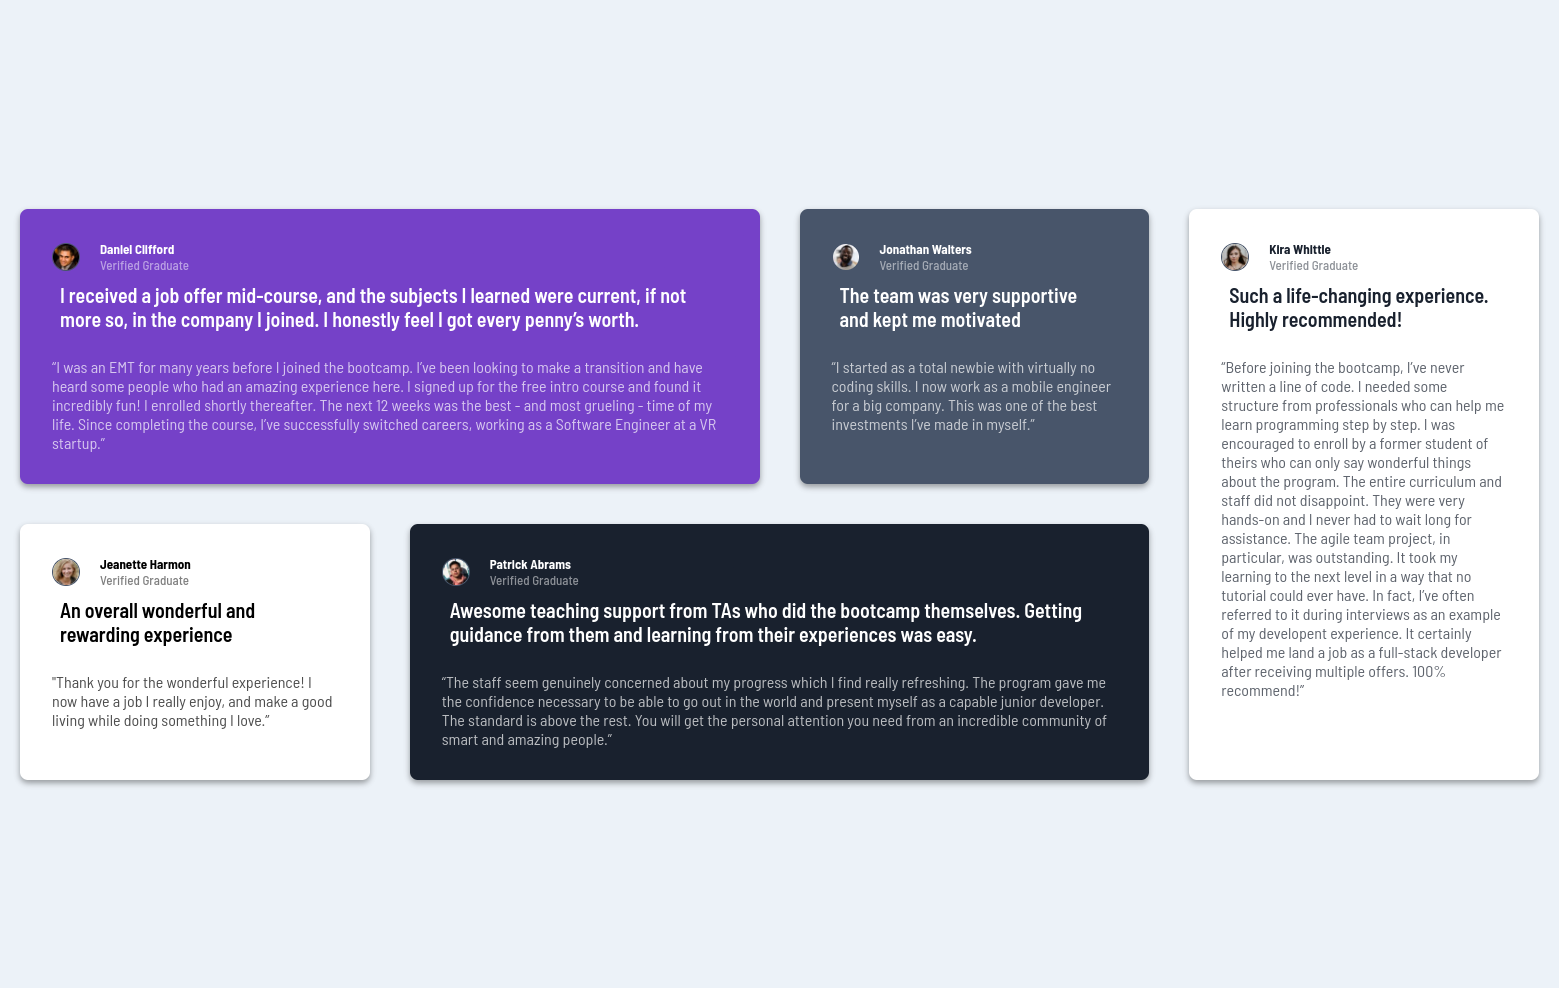 Daniel Clifford
Verified Graduate
I received a job offer mid-course, and the subjects I learned were current, if not
more so, in the company I joined. I honestly feel I got every penny’s worth.
“I was an EMT for many years before I joined the bootcamp. I’ve been looking to make a transition and have
heard some people who had an amazing experience here. I signed up for the free intro course and found it
incredibly fun! I enrolled shortly thereafter. The next 12 weeks was the best - and most grueling - time of my
life. Since completing the course, I’ve successfully switched careers, working as a Software Engineer at a VR
startup.”
Jonathan Walters
Verified Graduate
The team was very supportive
and kept me motivated
“I started as a total newbie with virtually no
coding skills. I now work as a mobile engineer
for a big company. This was one of the best
investments I’ve made in myself.”
Kira Whittle
Verified Graduate
Such a life-changing experience.
Highly recommended!
“Before joining the bootcamp, I’ve never
written a line of code. I needed some
structure from professionals who can help me
learn programming step by step. I was
encouraged to enroll by a former student of
theirs who can only say wonderful things
about the program. The entire curriculum and
staff did not disappoint. They were very
hands-on and I never had to wait long for
assistance. The agile team project, in
particular, was outstanding. It took my
learning to the next level in a way that no
tutorial could ever have. In fact, I’ve often
referred to it during interviews as an example
of my developent experience. It certainly
helped me land a job as a full-stack developer
after receiving multiple offers. 100%
recommend!”
Jeanette Harmon
Verified Graduate
An overall wonderful and
rewarding experience
"Thank you for the wonderful experience! I
now have a job I really enjoy, and make a good
living while doing something I love.”
Patrick Abrams
Verified Graduate
Awesome teaching support from TAs who did the bootcamp themselves. Getting
guidance from them and learning from their experiences was easy.
“The staff seem genuinely concerned about my progress which I find really refreshing. The program gave me
the confidence necessary to be able to go out in the world and present myself as a capable junior developer.
The standard is above the rest. You will get the personal attention you need from an incredible community of
smart and amazing people.”